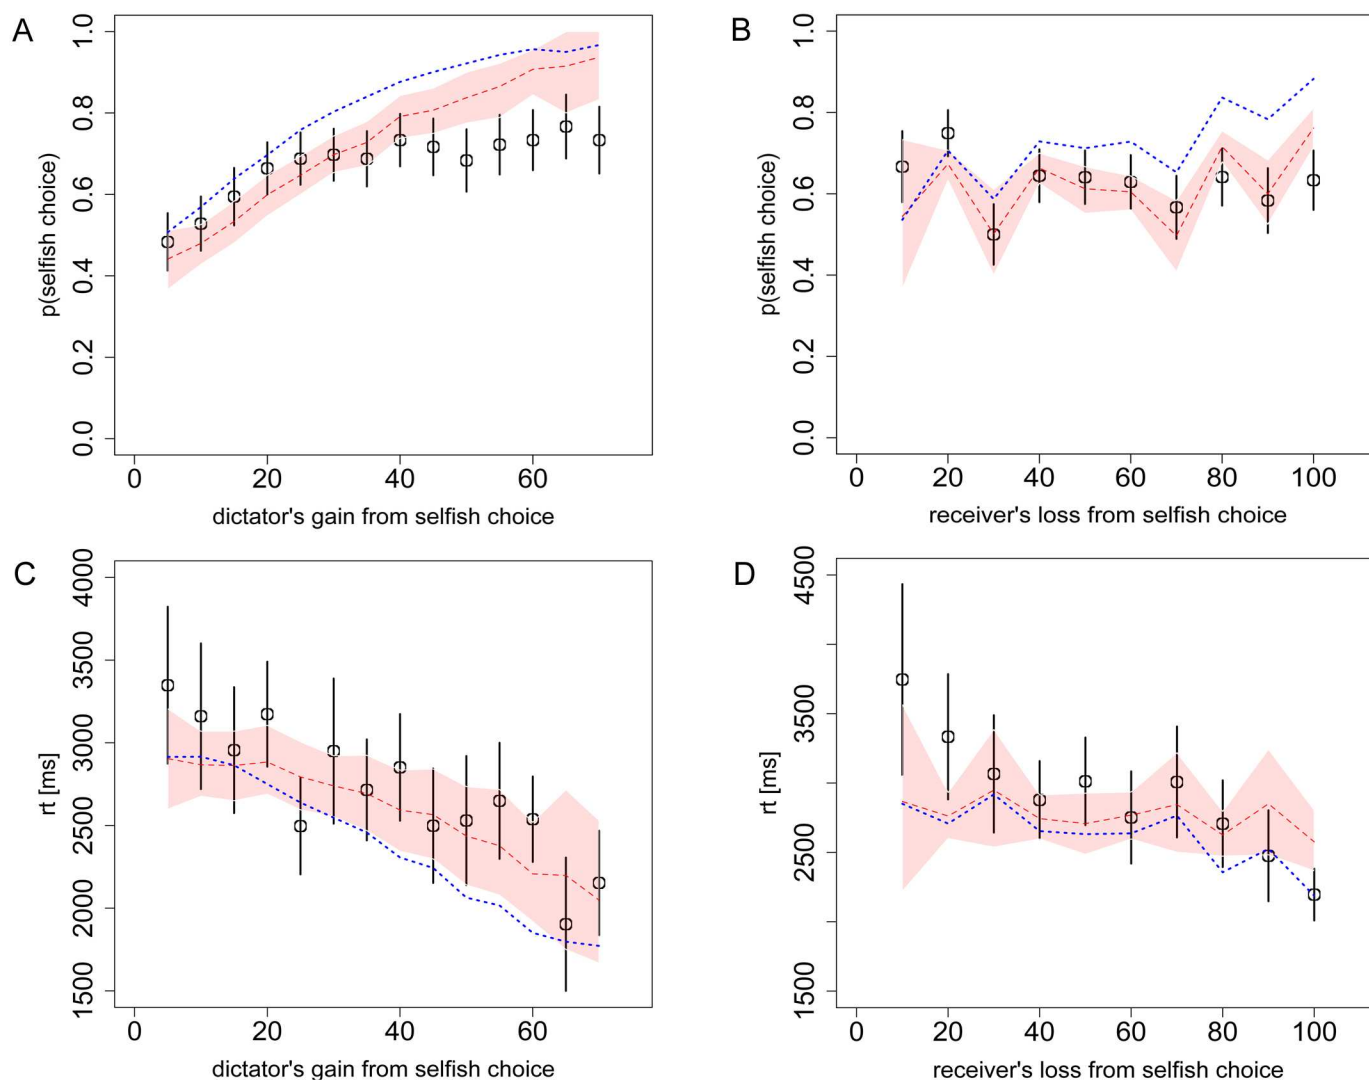 A
p(selfish choice)
1.0
0.8
0.6
0.4
0.2
0.0
0 20 40 60
dictator's gain from selfish choice
B
p(selfish choice)
1.0
0.8
0.6
0.4
0.2
0.0
0 20 40 60 80 100
receiver's loss from selfish choice
C
rt [ms]
4000
3500
3000
2500
2000
1500
0 20 40 60
dictator's gain from selfish choice
D
rt [ms]
4500
3500
2500
1500
0 20 40 60 80 100
receiver's loss from selfish choice